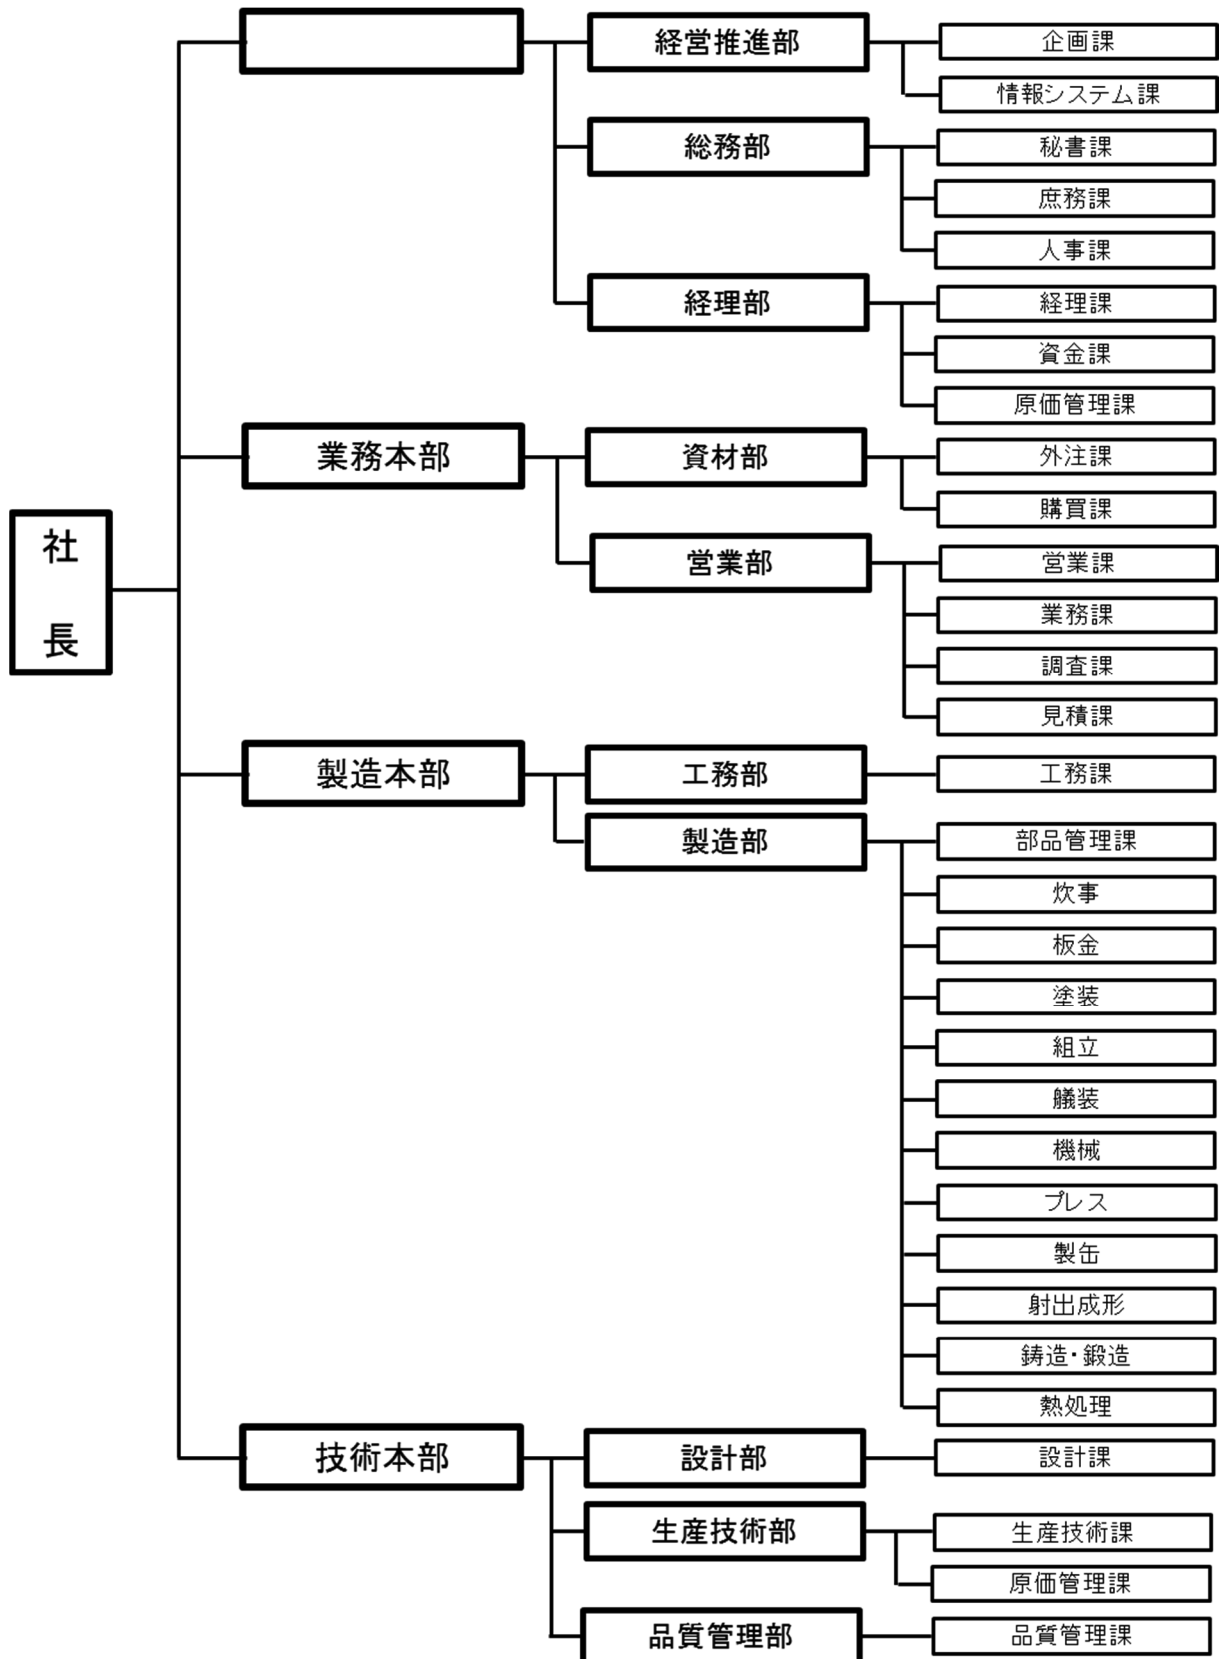 経営推進部
企画課
情報システム課
総務部
秘書課
庶務課
人事課
経理部
経理課
資金課
原価管理課
業務本部
資材部
外注課
購買課
社
長
営業部
営業課
業務課
調査課
見積課
製造本部
工務部
工務課
製造部
部品管理課
炊事
板金
塗装
組立
艤装
機械
プレス
製缶
射出成形
鋳造・鍛造
熱処理
技術本部
設計部
設計課
生産技術部
生産技術課
原価管理課
品質管理部
品質管理課